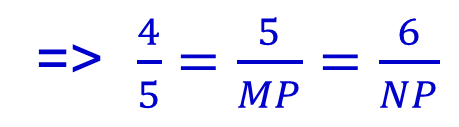 => 4/5 = 5/MP = 6/NP